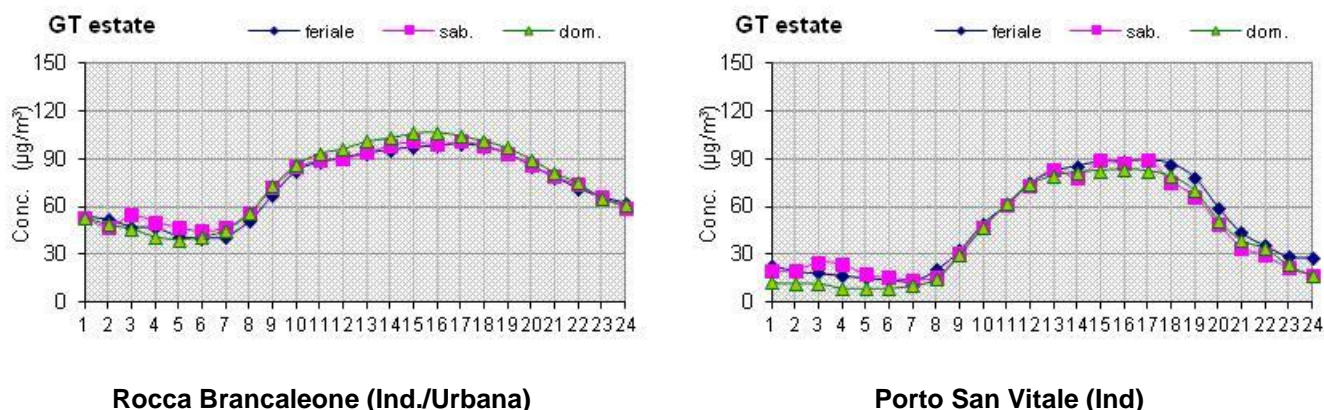 GT estate feriale sab. dom.
150
120
90
60
30
0
Conc. (µg/m³)
1 2 3 4 5 6 7 8 9 10 11 12 13 14 15 16 17 18 19 20 21 22 23 24
Rocca Brancaleone (Ind./Urbana)
GT estate feriale sab. dom.
150
120
90
60
30
0
Conc. (µg/m³)
1 2 3 4 5 6 7 8 9 10 11 12 13 14 15 16 17 18 19 20 21 22 23 24
Porto San Vitale (Ind)